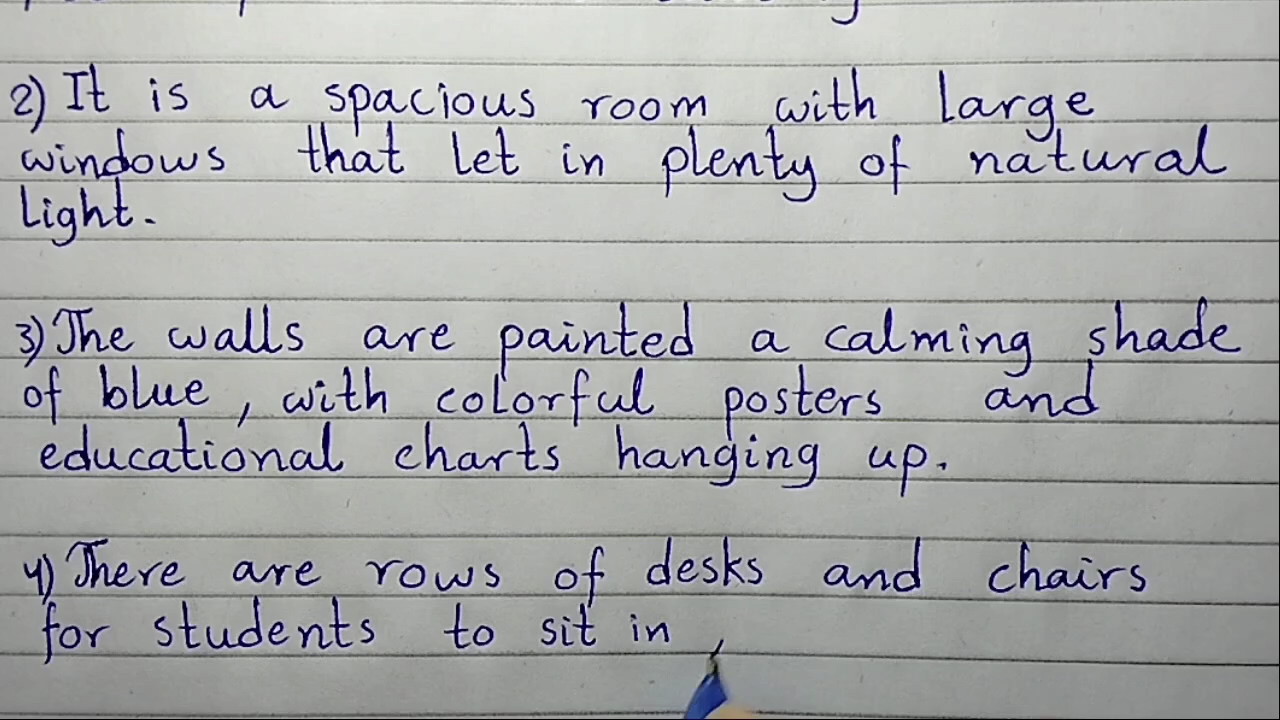 2) It is a spacious room with large
windows that let in plenty of natural
light.
3) The walls are painted a calming shade
of blue, with colorful posters and
educational charts hanging up.
4) There are rows of desks and chairs
for students to sit in,